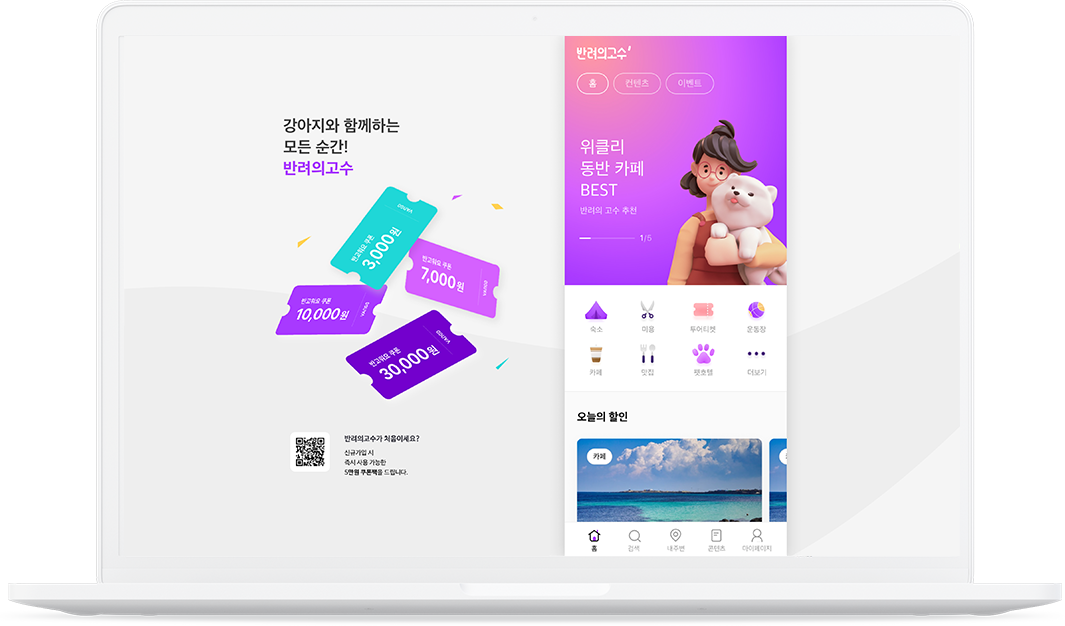 강아지와 함께하는
모든 순간!
반려의고수
반고워요 쿠폰
3,000원
반고워요 쿠폰
7,000원
반고워요 쿠폰
10,000원
반고워요 쿠폰
30,000원
반려의고수가 처음이세요?
신규가입 시
즉시 사용 가능한
5만원 쿠폰팩을 드립니다.
반려의고수
홈 컨텐츠 이벤트
위클리
동반 카페
BEST
반려의 고수 추천
1/5
숙소 미용 투어티켓 운동장
카페 맛집 펫호텔 더보기
오늘의 할인
카페
홈 검색 내주변 콘텐츠 마이페이지